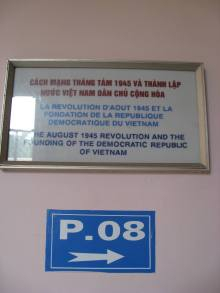 CÁCH MẠNG THÁNG TÁM 1945 VÀ THÀNH LẬP
NƯỚC VIỆT NAM DÂN CHỦ CỘNG HÒA
LA REVOLUTION D'AOUT 1945 ET LA
FONDATION DE LA REPUBLIQUE
DEMOCRATIQUE DU VIETNAM
THE AUGUST 1945 REVOLUTION AND THE
FOUNDING OF THE DEMOCRATIC REPUBLIC
OF VIETNAM
P.08